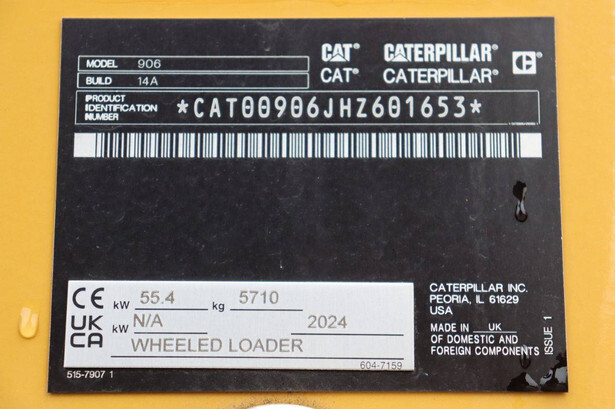 MODEL 906
BUILD 14A
CAT® CATERPILLAR®
CAT® CATERPILLAR®
PRODUCT
IDENTIFICATION
NUMBER
*CAT00906JHZ601653*
CE
UK
CA
kW 55.4 kg 5710
kW N/A 2024
WHEELED LOADER
604-7159
515-7907 1
CATERPILLAR INC.
PEORIA, IL 61629
USA
MADE IN UK
OF DOMESTIC AND
FOREIGN COMPONENTS
ISSUE 1